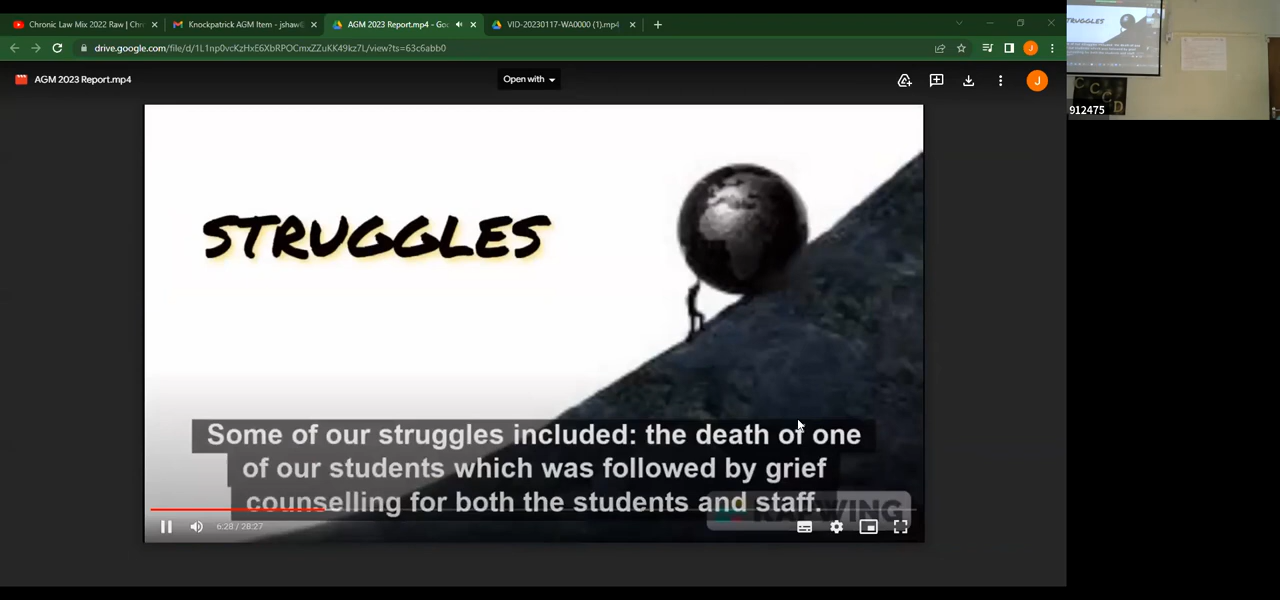 Chronic Law Mix 2022 Raw | Chr
Knockpatrick AGM Item - jshaw
AGM 2023 Report.mp4 - Go
VID-20230117-WA0000 (1).mp4
drive.google.com/file/d/1L1np0vcKzHxE6XbRPOCmxZZuKK49kz7L/view?ts=63c6abb0
J
AGM 2023 Report.mp4
Open with
J
STRUGGLES
Some of our struggles included: the death of one
of our students which was followed by grief
counselling for both the students and staff.
KAPWING
6:28 / 28:27
STRUGGLES
C C C D
912475